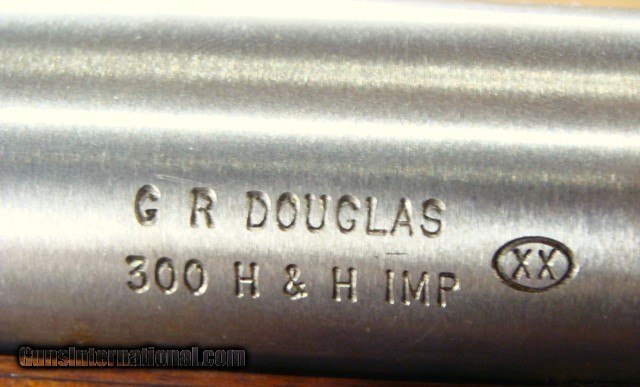 G R DOUGLAS
300 H & H IMP
XX
GunsInternational.com